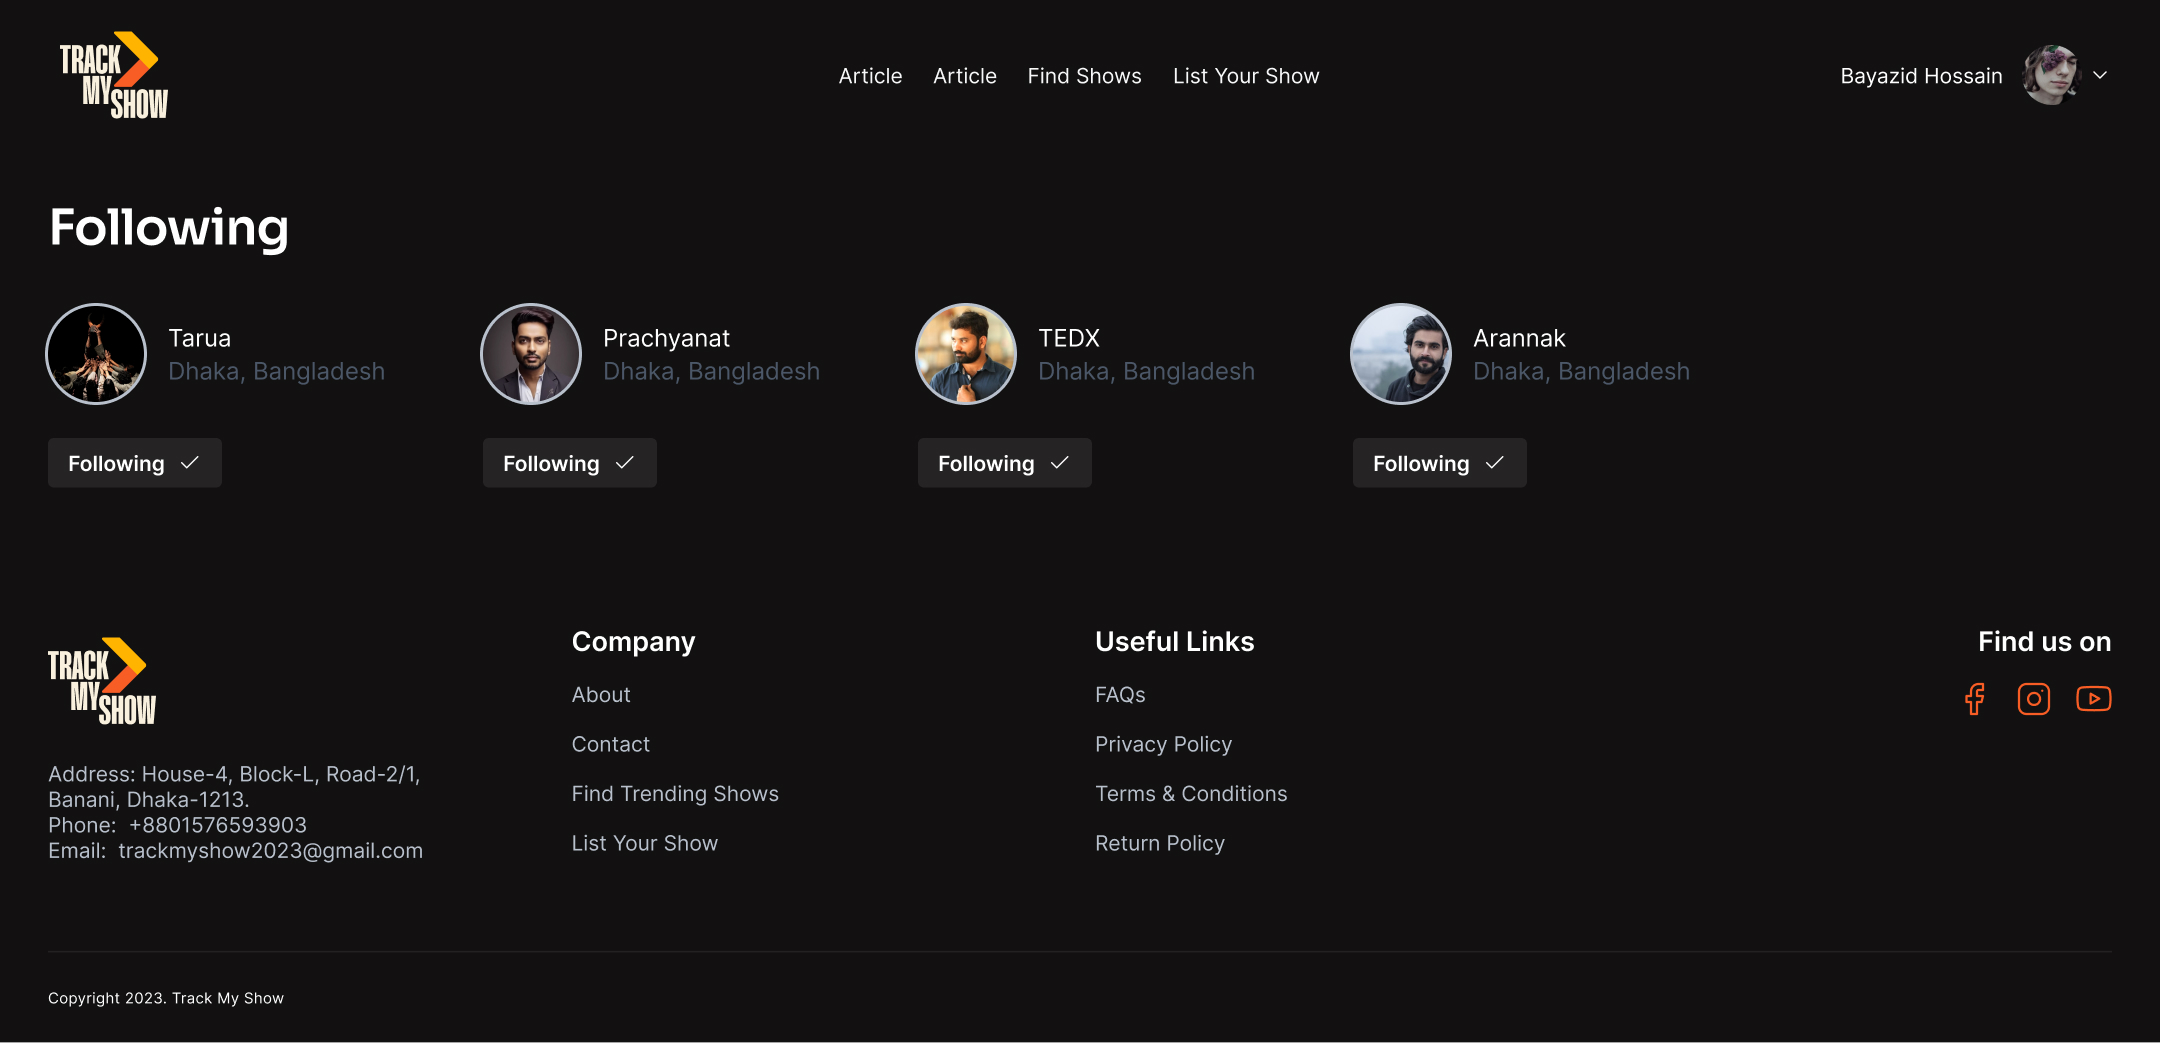 TRACK
MY
SHOW
Article Article Find Shows List Your Show
Bayazid Hossain
Following
Tarua
Dhaka, Bangladesh
Following
Prachyanat
Dhaka, Bangladesh
Following
TEDX
Dhaka, Bangladesh
Following
Arannak
Dhaka, Bangladesh
Following
TRACK
MY
SHOW
Address: House-4, Block-L, Road-2/1,
Banani, Dhaka-1213.
Phone: +8801576593903
Email: trackmyshow2023@gmail.com
Company
About
Contact
Find Trending Shows
List Your Show
Useful Links
FAQs
Privacy Policy
Terms & Conditions
Return Policy
Find us on
Copyright 2023. Track My Show